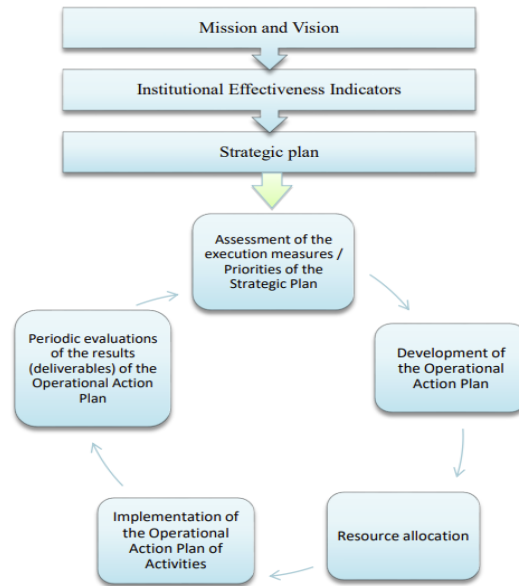 Mission and Vision
Institutional Effectiveness Indicators
Strategic plan
Assessment of the
execution measures /
Priorities of the
Strategic Plan
Development of
the Operational
Action Plan
Resource allocation
Implementation of
the Operational
Action Plan of
Activities
Periodic evaluations
of the results
(deliverables) of the
Operational Action
Plan